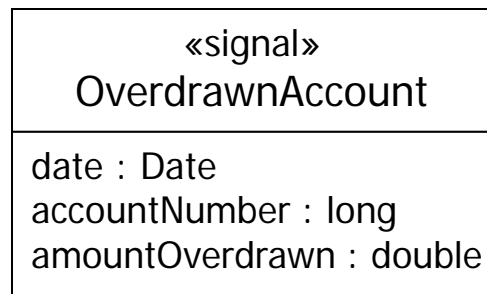 «signal»
OverdrawnAccount
date : Date
accountNumber : long
amountOverdrawn : double